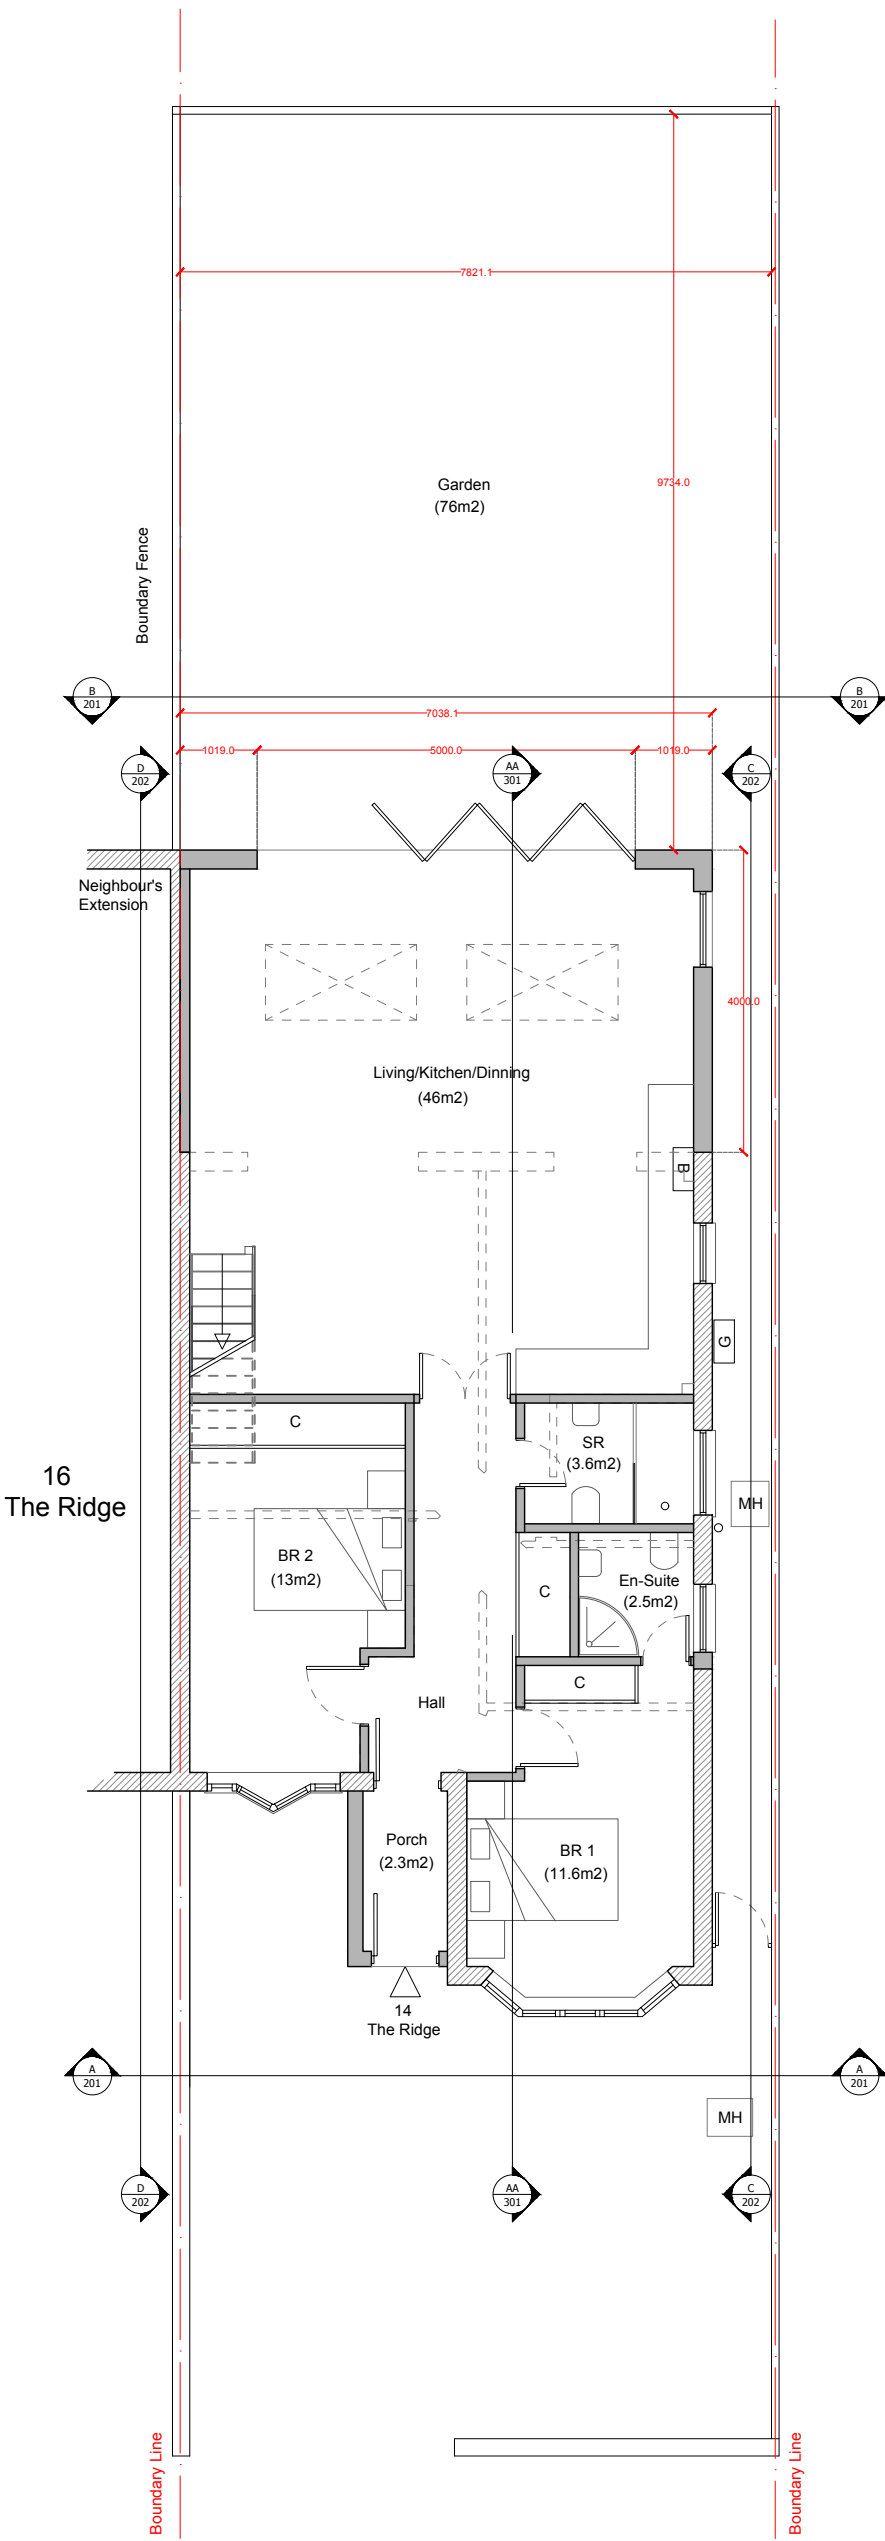 7821.1
Garden
(76m2)
9734.0
Boundary Fence
B
201
B
201
7038.1
1019.0
5000.0
1019.0
D
202
AA
301
C
202
Neighbour's
Extension
4000.0
Living/Kitchen/Dinning
(46m2)
B
G
C
SR
(3.6m2)
16
The Ridge
MH
BR 2
(13m2)
En-Suite
(2.5m2)
C
C
Hall
Porch
(2.3m2)
BR 1
(11.6m2)
14
The Ridge
A
201
A
201
MH
D
202
AA
301
C
202
Boundary Line
Boundary Line